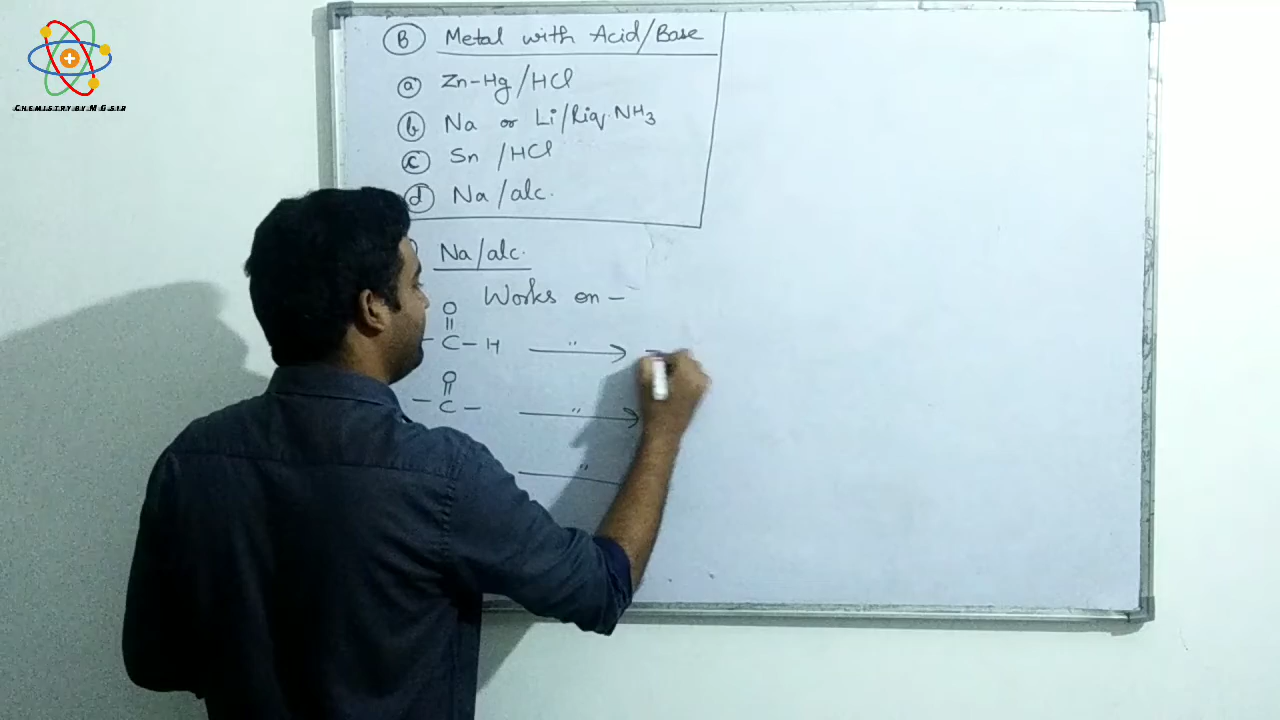 CHEMISTRY BY M G SIR
B Metal with Acid/Base
a Zn-Hg/HCl
b Na or Li/Liq. NH3
c Sn /HCl
d Na/alc.
Na/alc.
Works on -
O
||
- C - H —"→ -
O
||
- C - —"→
—"